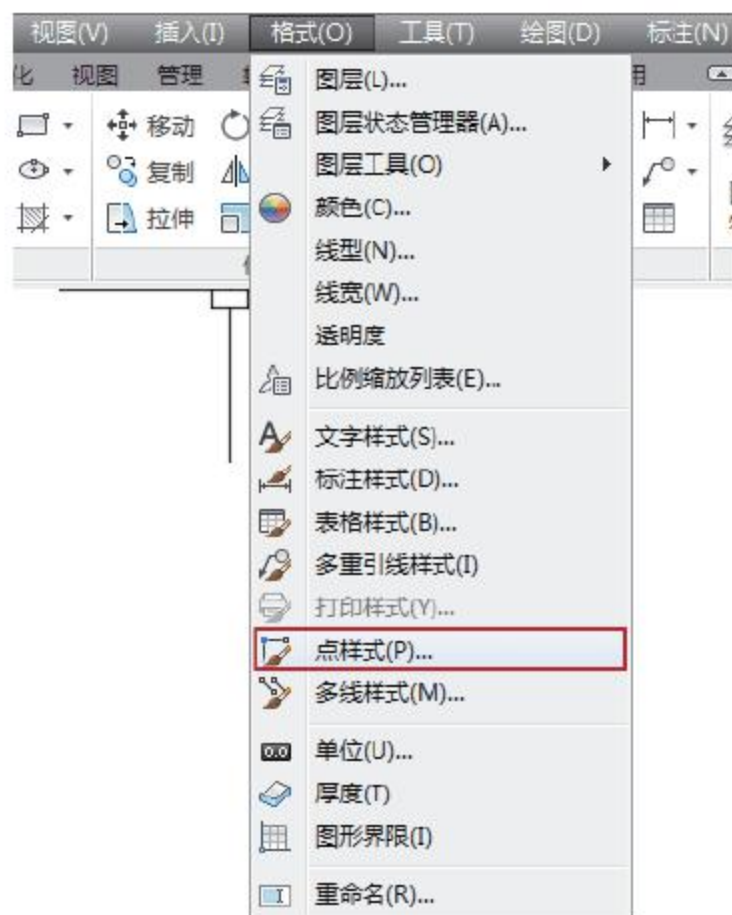 视图(V) 插入(I) 格式(O) 工具(T) 绘图(D) 标注(N)
化 视图 管理 用
移动
复制
拉伸
图层(L)...
图层状态管理器(A)...
图层工具(O)
颜色(C)...
线型(N)...
线宽(W)...
透明度
比例缩放列表(E)...
文字样式(S)...
标注样式(D)...
表格样式(B)...
多重引线样式(I)
打印样式(Y)...
点样式(P)...
多线样式(M)...
0.0 单位(U)...
厚度(T)
图形界限(I)
重命名(R)...